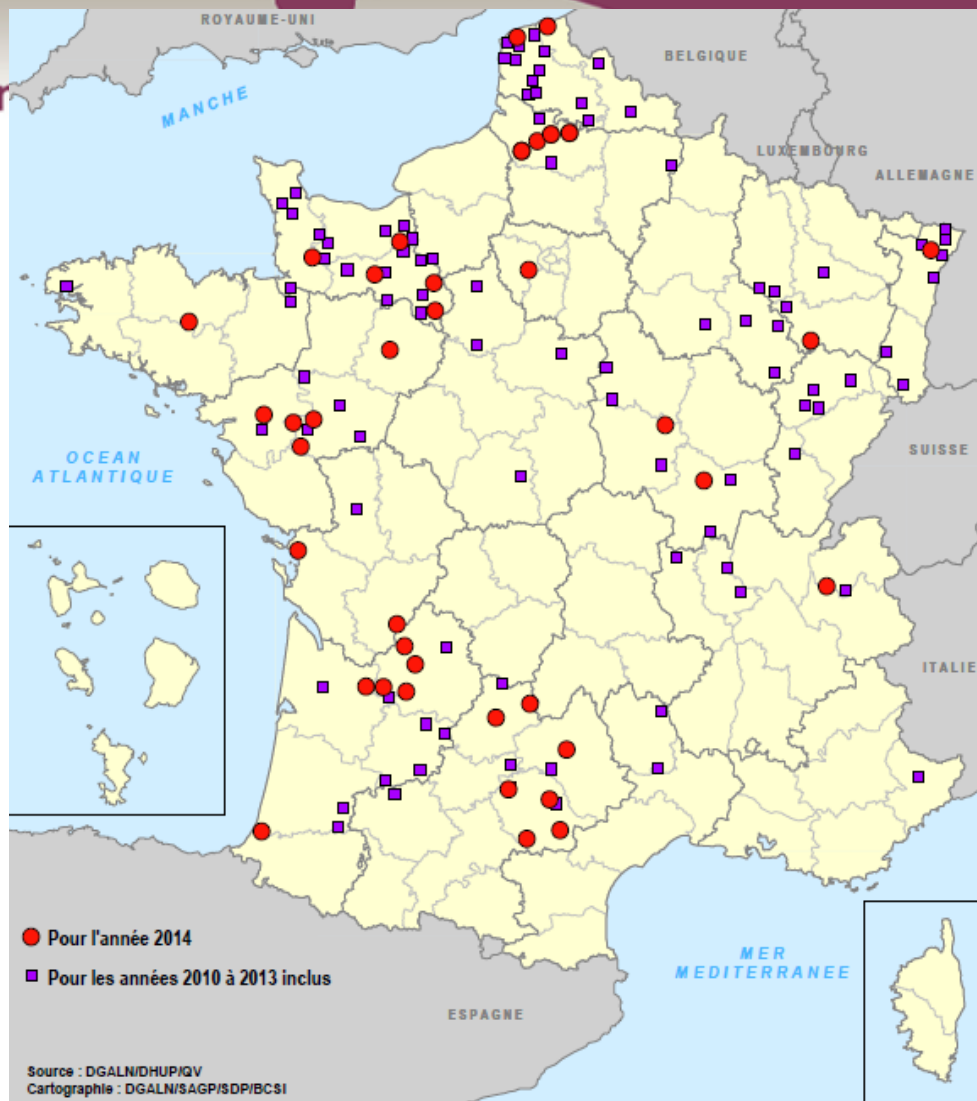 ROYAUME-UNI
BELGIQUE
MANCHE
LUXEMBOURG
ALLEMAGNE
OCEAN
ATLANTIQUE
SUISSE
ITALIE
Pour l'année 2014
Pour les années 2010 à 2013 inclus
MER
MEDITERRANEE
ESPAGNE
Source : DGALN/DHUP/QV
Cartographie : DGALN/SAGP/SDP/BCSI